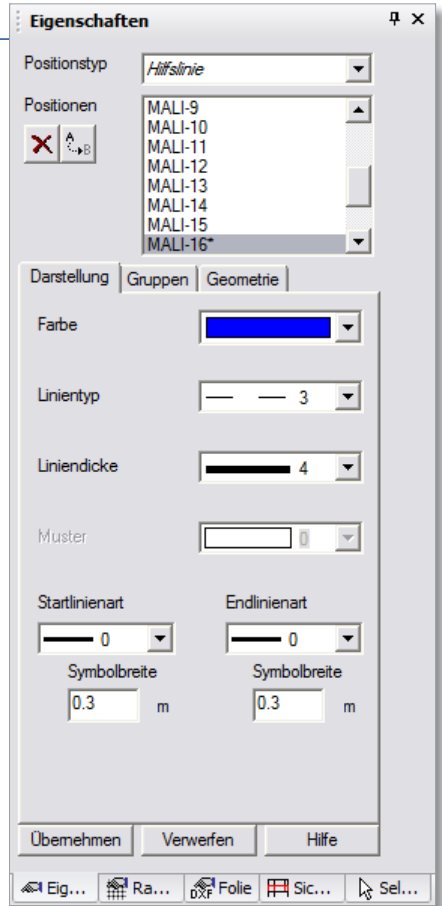 Eigenschaften
Positionstyp
Hilfslinie
Positionen
A B
MALI-9
MALI-10
MALI-11
MALI-12
MALI-13
MALI-14
MALI-15
MALI-16*
Darstellung Gruppen Geometrie
Farbe
Linientyp 3
Liniendicke 4
Muster 0
Startlinienart Endlinienart
0 0
Symbolbreite Symbolbreite
0.3 m 0.3 m
Übernehmen Verwerfen Hilfe
Eig... Ra... DXF Folie Sic... Sel...